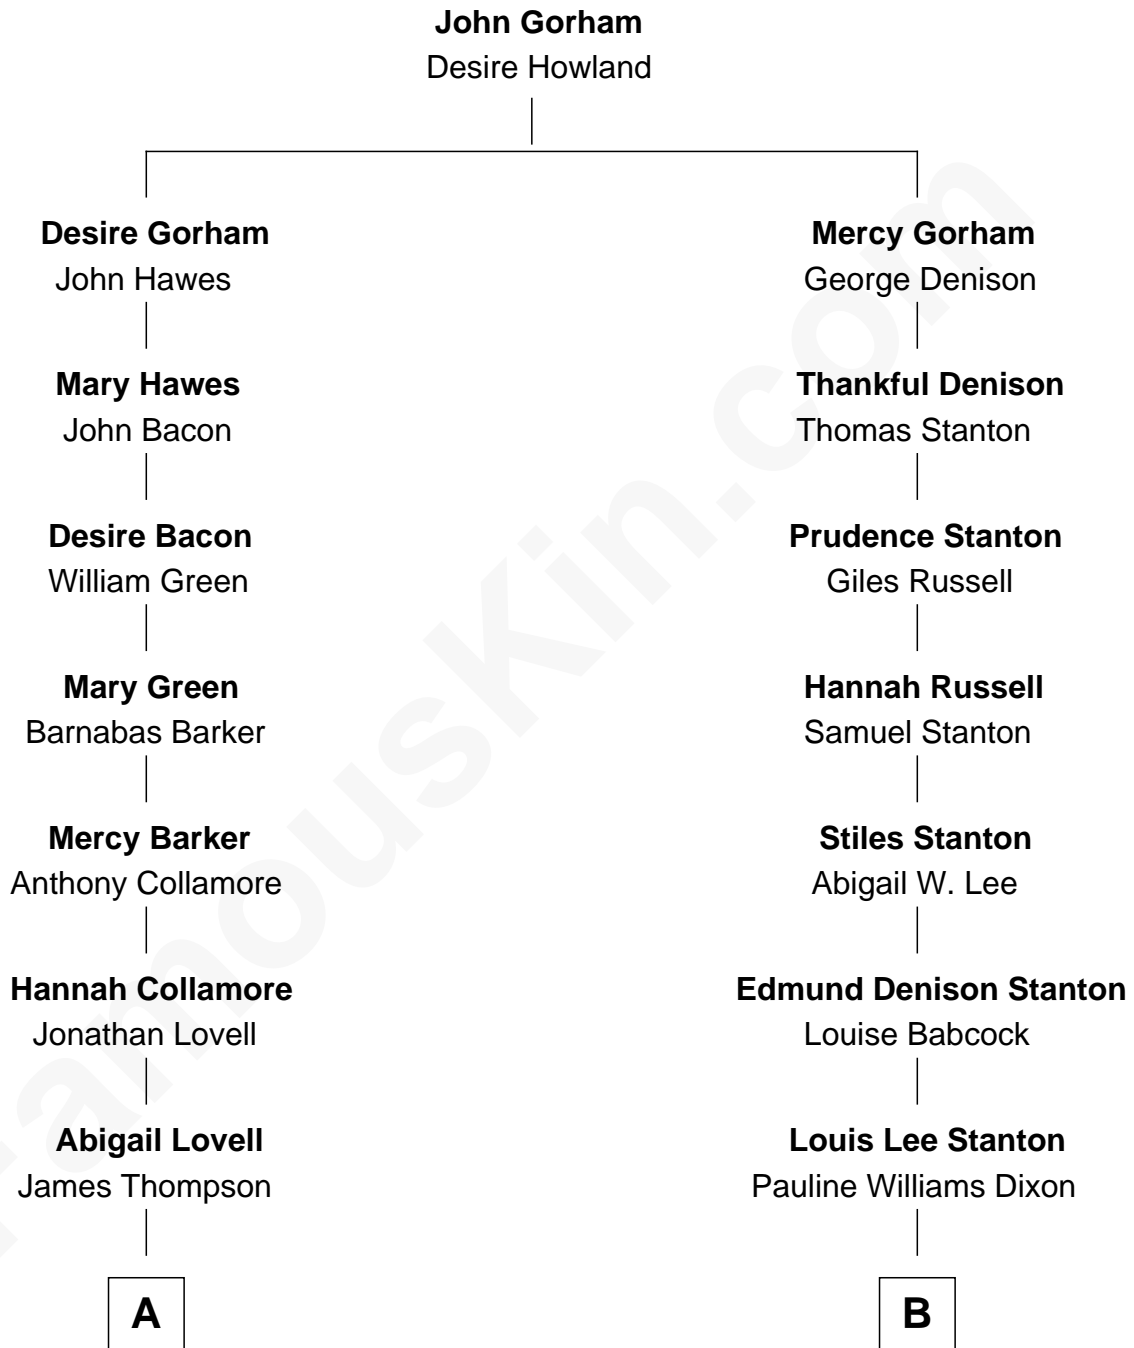 John Gorham
Desire Howland
Desire Gorham
John Hawes
Mary Hawes
John Bacon
Desire Bacon
William Green
Mary Green
Barnabas Barker
Mercy Barker
Anthony Collamore
Hannah Collamore
Jonathan Lovell
Abigail Lovell
James Thompson
A
Mercy Gorham
George Denison
Thankful Denison
Thomas Stanton
Prudence Stanton
Giles Russell
Hannah Russell
Samuel Stanton
Stiles Stanton
Abigail W. Lee
Edmund Denison Stanton
Louise Babcock
Louis Lee Stanton
Pauline Williams Dixon
B
FamousKin.com